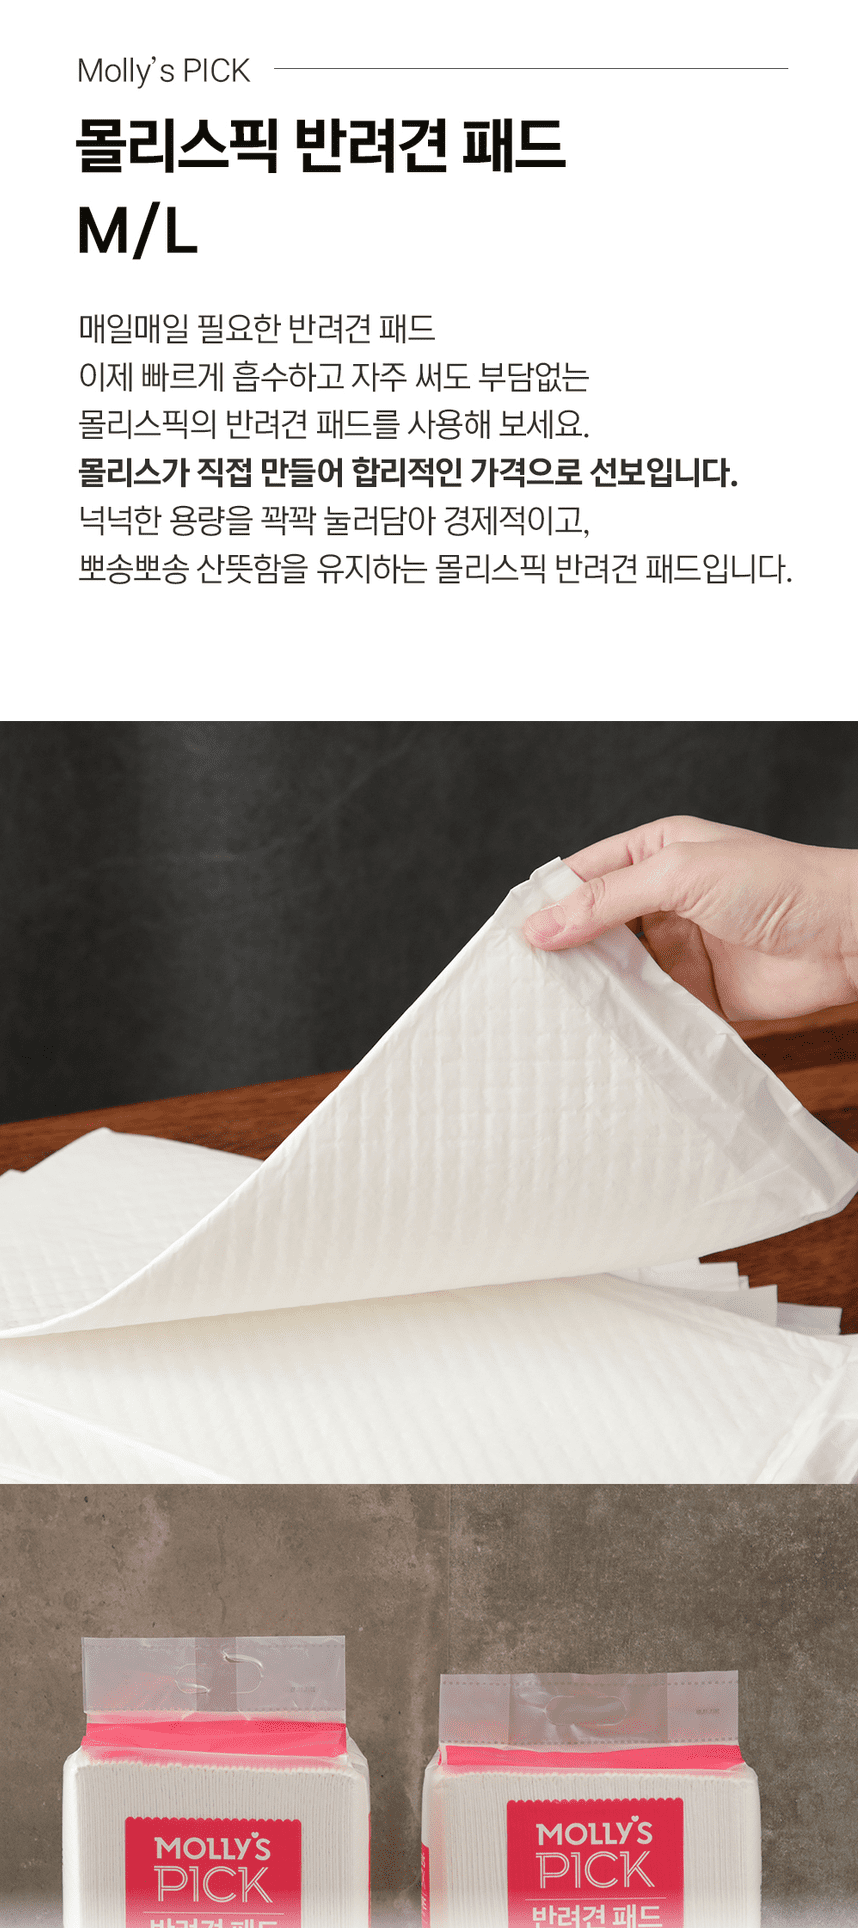 Molly's PICK
몰리스픽 반려견 패드
M/L
매일매일 필요한 반려견 패드
이제 빠르게 흡수하고 자주 써도 부담없는
몰리스픽의 반려견 패드를 사용해 보세요.
몰리스가 직접 만들어 합리적인 가격으로 선보입니다.
넉넉한 용량을 꽉꽉 눌러담아 경제적이고,
뽀송뽀송 산뜻함을 유지하는 몰리스픽 반려견 패드입니다.
MOLLY'S
PICK
반려견 패드
MOLLY'S
PICK
반려견 패드